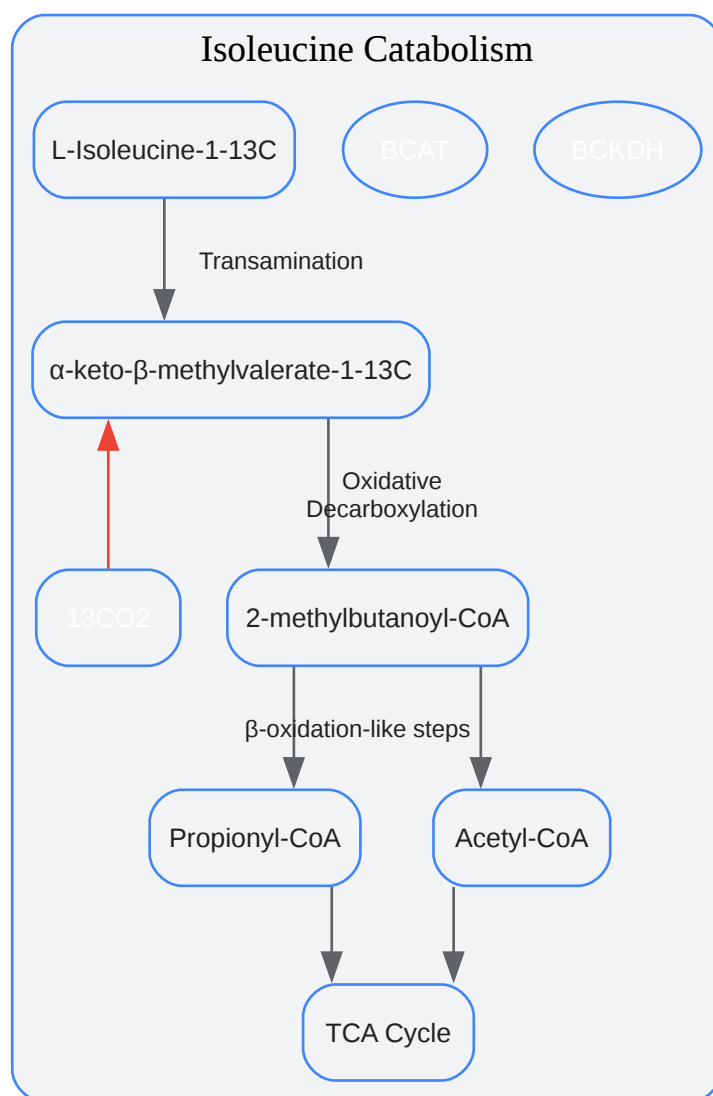 Isoleucine Catabolism
L-Isoleucine-1-13C
BCAT
BCKDH
Transamination
α-keto-β-methylvalerate-1-13C
Oxidative
Decarboxylation
13CO2
2-methylbutanoyl-CoA
β-oxidation-like steps
Propionyl-CoA
Acetyl-CoA
TCA Cycle